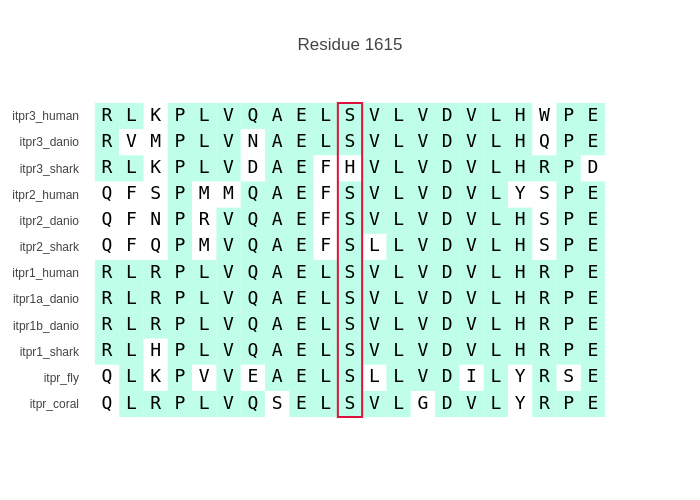 Residue 1615
itpr3_human R L K P L V Q A E L S V L V D V L H W P E
itpr3_danio R V M P L V N A E L S V L V D V L H Q P E
itpr3_shark R L K P L V D A E F H V L V D V L H R P D
itpr2_human Q F S P M M Q A E F S V L V D V L Y S P E
itpr2_danio Q F N P R V Q A E F S V L V D V L H S P E
itpr2_shark Q F Q P M V Q A E F S L L V D V L H S P E
itpr1_human R L R P L V Q A E L S V L V D V L H R P E
itpr1a_danio R L R P L V Q A E L S V L V D V L H R P E
itpr1b_danio R L R P L V Q A E L S V L V D V L H R P E
itpr1_shark R L H P L V Q A E L S V L V D V L H R P E
itpr_fly Q L K P V V E A E L S L L V D I L Y R S E
itpr_coral Q L R P L V Q S E L S V L G D V L Y R P E